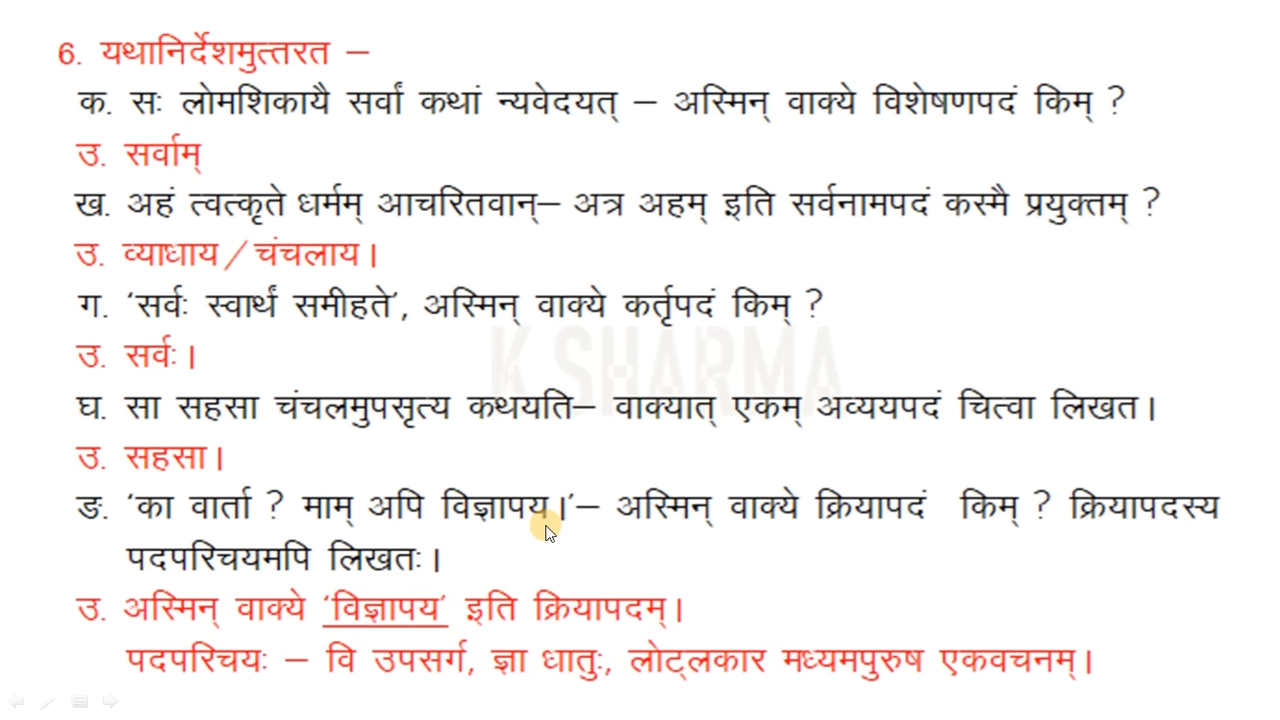 6. यथानिर्देशमुत्तरत –
क. सः लोमशिकायै सर्वां कथां न्यवेदयत् – अस्मिन् वाक्ये विशेषणपदं किम् ?
उ. सर्वाम्
ख. अहं त्वत्कृते धर्मम् आचरितवान्– अत्र अहम् इति सर्वनामपदं कस्मै प्रयुक्तम् ?
उ. व्याधाय / चंचलाय।
ग. ‘सर्वः स्वार्थं समीहते’, अस्मिन् वाक्ये कर्तृपदं किम् ?
उ. सर्वः।
K SHARMA
घ. सा सहसा चंचलमुपसृत्य कथयति– वाक्यात् एकम् अव्ययपदं चित्वा लिखत।
उ. सहसा।
ङ. ‘का वार्ता ? माम् अपि विज्ञापय।’– अस्मिन् वाक्ये क्रियापदं किम् ? क्रियापदस्य
पदपरिचयमपि लिखतः।
उ. अस्मिन् वाक्ये ‘विज्ञापय’ इति क्रियापदम्।
पदपरिचयः – वि उपसर्ग, ज्ञा धातुः, लोट्लकार मध्यमपुरुष एकवचनम्।